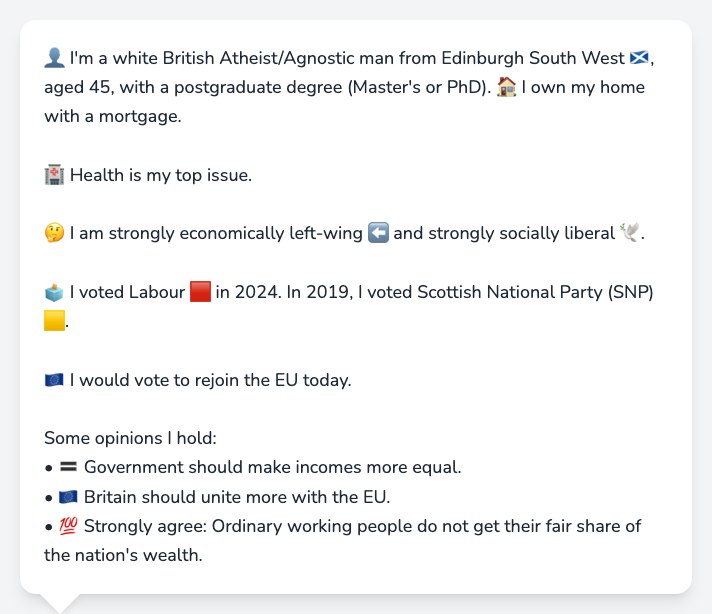 👤 I'm a white British Atheist/Agnostic man from Edinburgh South West 🏴󠁧󠁢󠁳󠁣󠁴󠁿,
aged 45, with a postgraduate degree (Master's or PhD). 🏠 I own my home
with a mortgage.
🏥 Health is my top issue.
🤔 I am strongly economically left-wing ⬅️ and strongly socially liberal 🕊️.
🗳️ I voted Labour 🟥 in 2024. In 2019, I voted Scottish National Party (SNP)
🟨.
🇪🇺 I would vote to rejoin the EU today.
Some opinions I hold:
• 🟰 Government should make incomes more equal.
• 🇪🇺 Britain should unite more with the EU.
• 💯 Strongly agree: Ordinary working people do not get their fair share of
the nation's wealth.